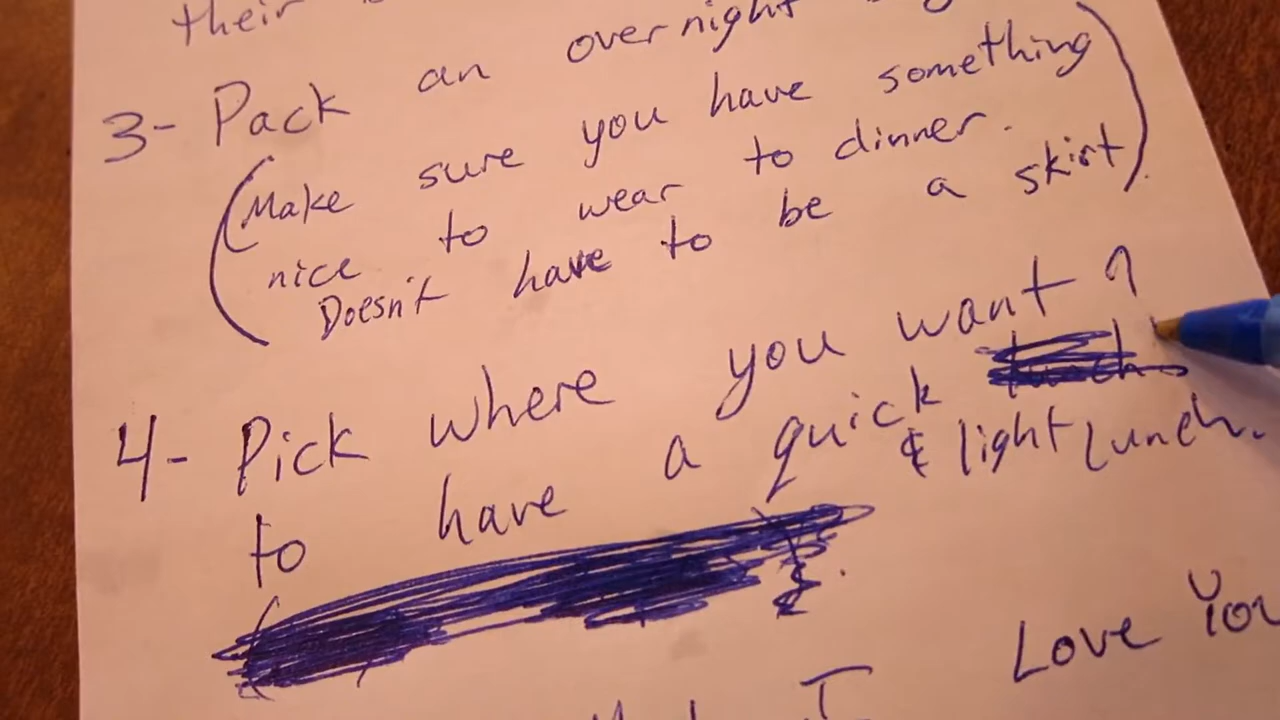 their
3- Pack an overnight
(Make sure you have something
nice to wear to dinner.
Doesn't have to be a skirt)
4- Pick where you want
to have a quick
& light lunch.
I Love You